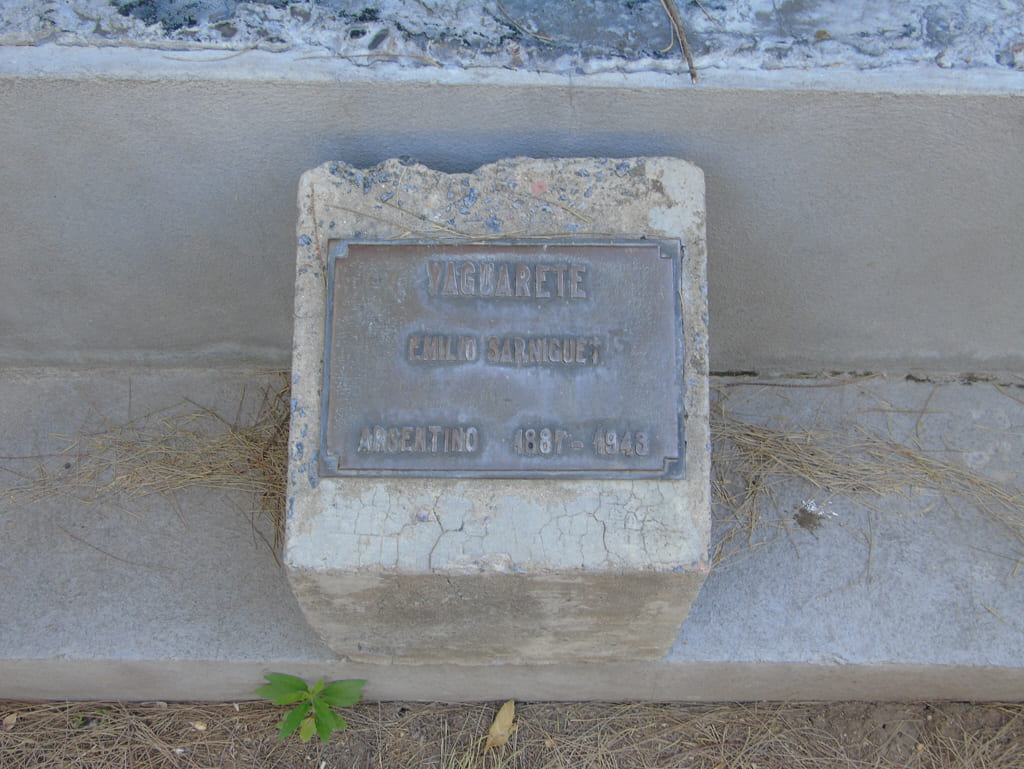 YAGUARETE
EMILIO SARNIGUET
ARGENTINO 1887-1943